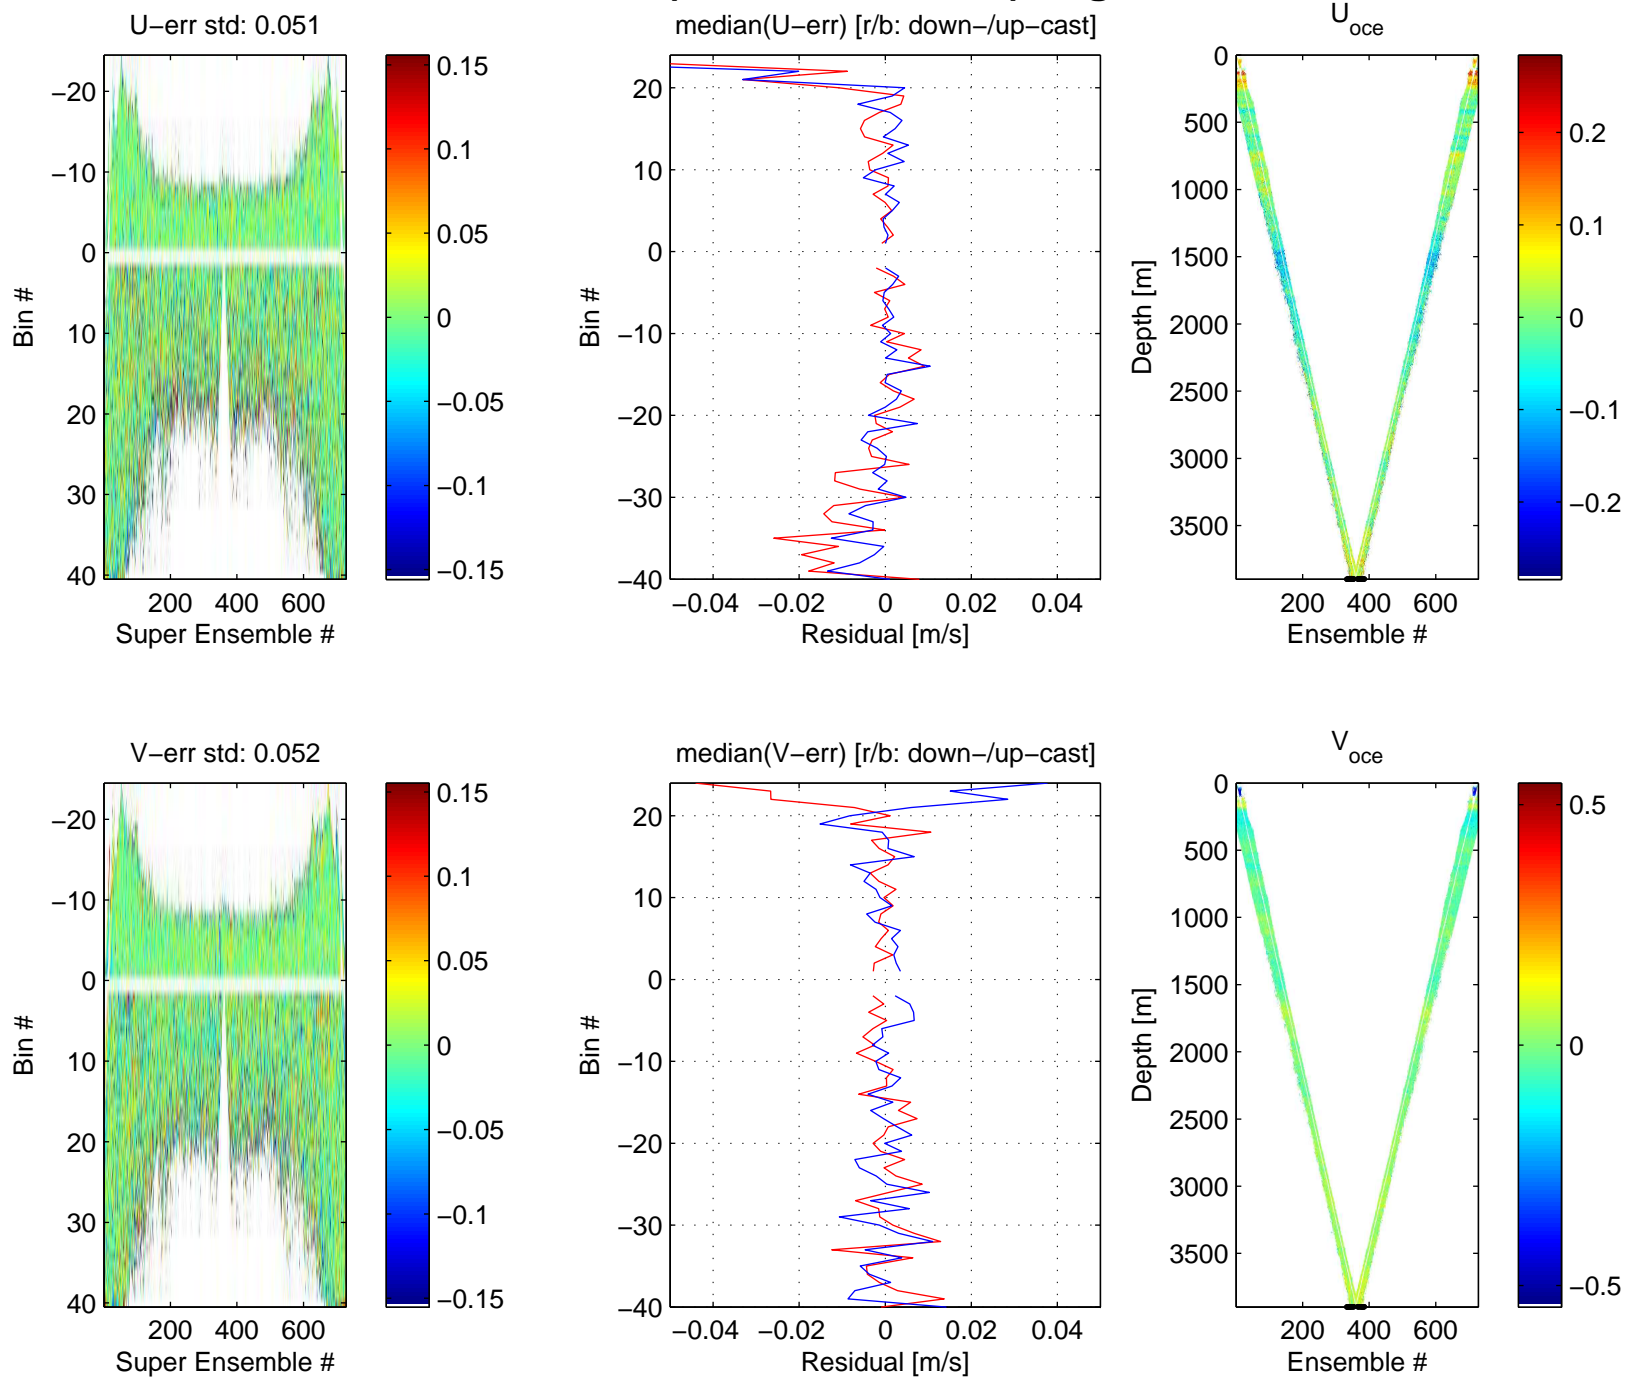 U−err std: 0.051
−20
−10
0
10
20
30
40
Bin #
200 400 600
Super Ensemble #
0.15
0.1
0.05
0
−0.05
−0.1
−0.15
median(U−err) [r/b: down−/up−cast]
20
10
0
−10
−20
−30
−40
Bin #
−0.04 −0.02 0 0.02 0.04
Residual [m/s]
Uoce
0
500
1000
1500
2000
2500
3000
3500
Depth [m]
200 400 600
Ensemble #
0.2
0.1
0
−0.1
−0.2
V−err std: 0.052
−20
−10
0
10
20
30
40
Bin #
200 400 600
Super Ensemble #
0.15
0.1
0.05
0
−0.05
−0.1
−0.15
median(V−err) [r/b: down−/up−cast]
20
10
0
−10
−20
−30
−40
Bin #
−0.04 −0.02 0 0.02 0.04
Residual [m/s]
Voce
0
500
1000
1500
2000
2500
3000
3500
Depth [m]
200 400 600
Ensemble #
0.5
0
−0.5